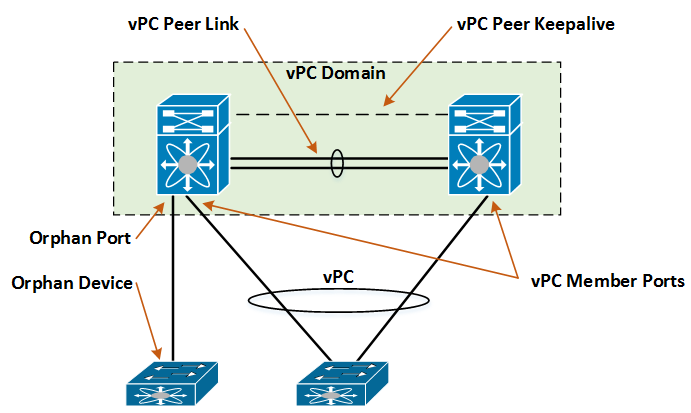 vPC Peer Link
vPC Peer Keepalive
vPC Domain
Orphan Port
Orphan Device
vPC
vPC Member Ports